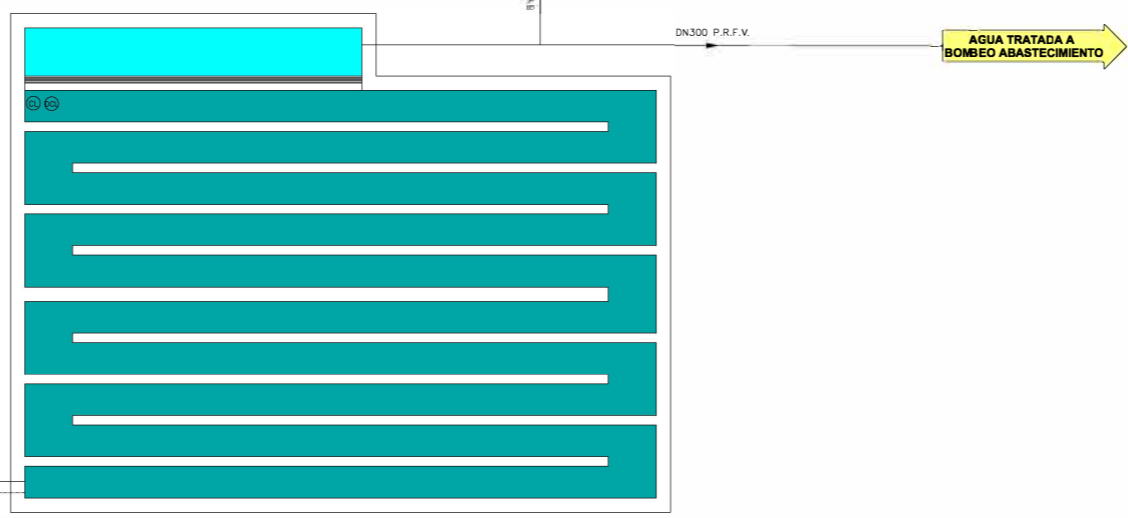 DN300 P.R.F.V.
AGUA TRATADA A
BOMBEO ABASTECIMIENTO
CL DCL